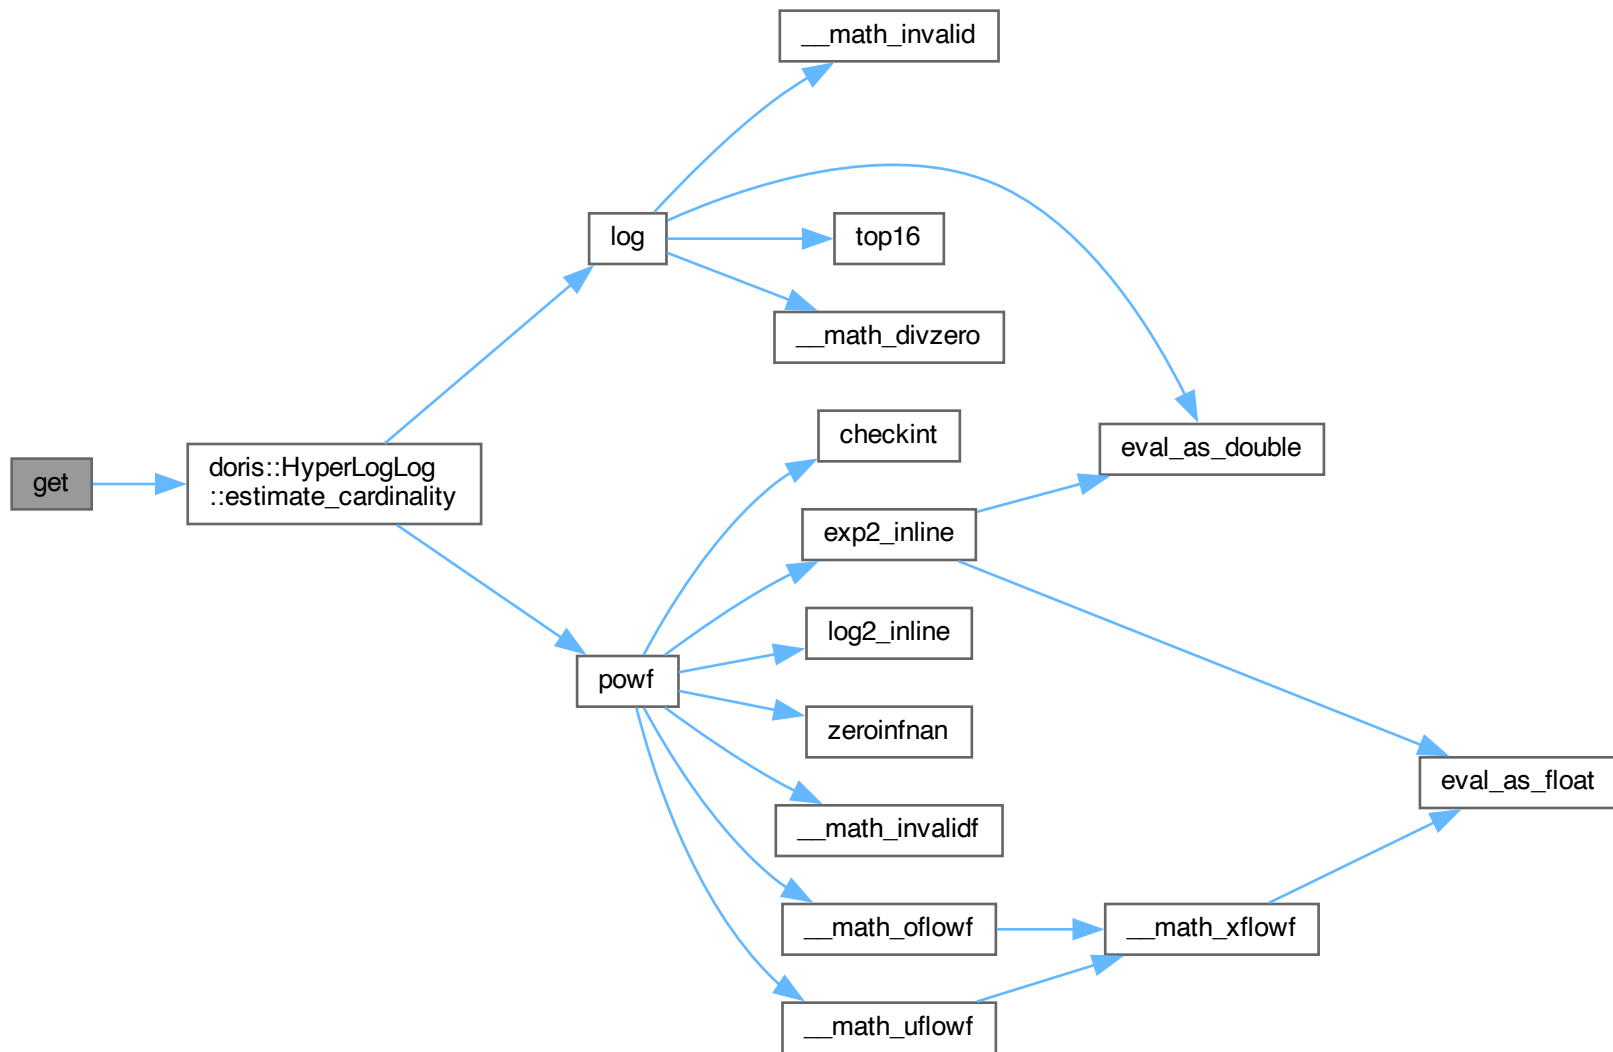 __math_invalid
log
top16
__math_divzero
checkint
eval_as_double
get
doris::HyperLogLog
::estimate_cardinality
exp2_inline
log2_inline
powf
zeroinfnan
eval_as_float
__math_invalidf
__math_oflowf
__math_xflowf
__math_uflowf